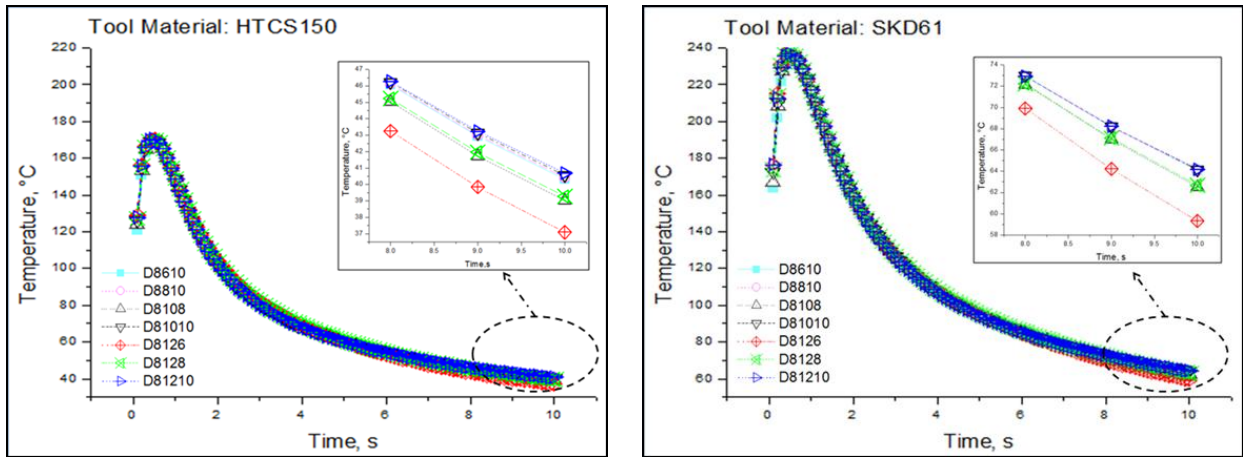 Tool Material: HTCS150
220
200
180
160
140
120
100
80
60
40
Temperature, °C
0
2
4
6
8
10
Time, s
D8610
D8810
D8108
D81010
D8126
D8128
D81210
47
46
45
44
43
42
41
40
39
38
37
Temperature, °C
8.0
8.5
9.0
9.5
10.0
Time,s
Tool Material: SKD61
240
220
200
180
160
140
120
100
80
60
Temperature, °C
0
2
4
6
8
10
Time, s
D8610
D8810
D8108
D81010
D8126
D8128
D81210
74
72
70
68
66
64
62
60
58
Temperature, °C
8.0
8.5
9.0
9.5
10.0
Time,s